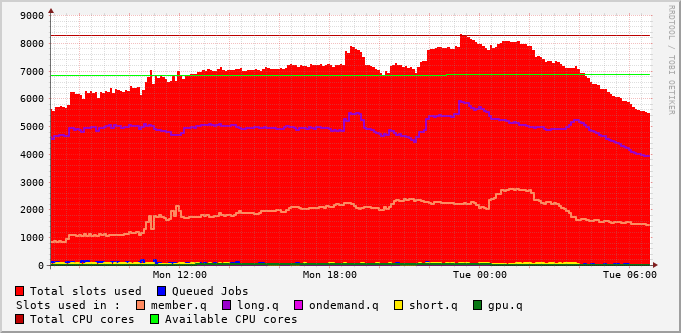 9000
8000
7000
6000
5000
4000
3000
2000
1000
0
Mon 12:00 Mon 18:00 Tue 00:00 Tue 06:00
RRDTOOL / TOBI OETIKER
Total slots used Queued Jobs
Slots used in : member.q long.q ondemand.q short.q gpu.q
Total CPU cores Available CPU cores